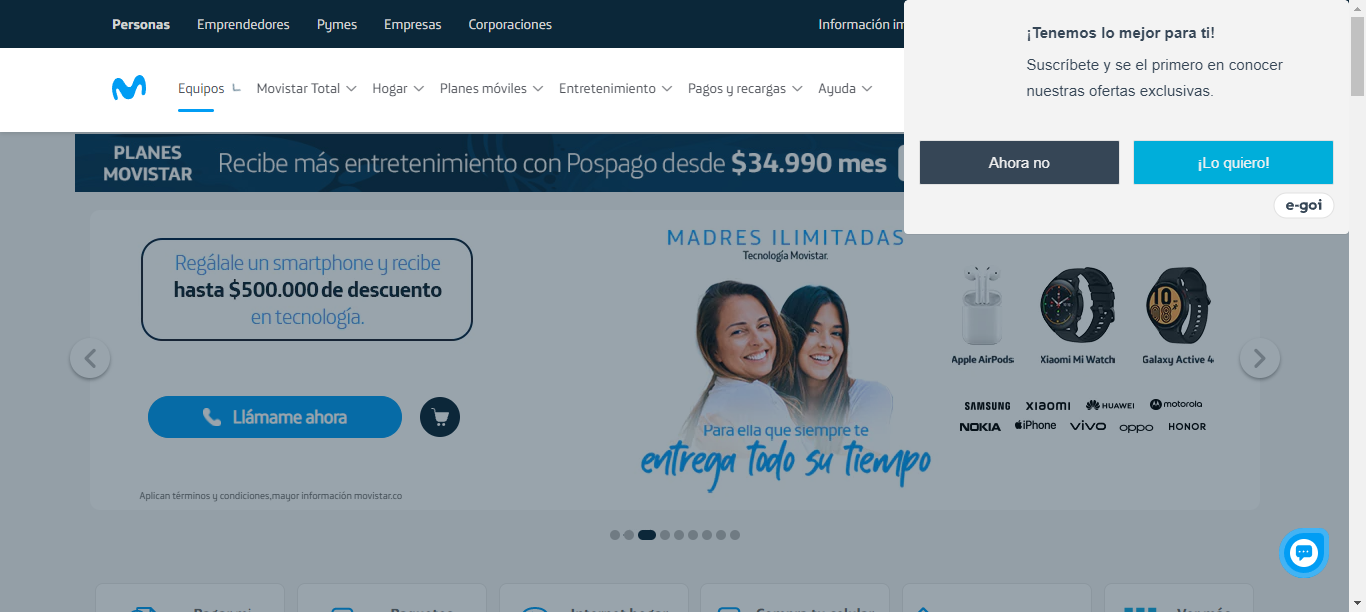 Personas Emprendedores Pymes Empresas Corporaciones Información
¡Tenemos lo mejor para ti!
Suscríbete y se el primero en conocer
nuestras ofertas exclusivas.
Equipos Movistar Total Hogar Planes móviles Entretenimiento Pagos y recargas Ayuda
Ahora no ¡Lo quiero!
e-goi
PLANES
MOVISTAR
Recibe más entretenimiento con Pospago desde $34.990 mes
Regálale un smartphone y recibe
hasta $500.000 de descuento
en tecnología.
Llámame ahora
Aplican términos y condiciones,mayor información movistar.co
MADRES ILIMITADAS
Tecnología Movistar.
Para ella que siempre te
entrega todo su tiempo
Apple AirPods Xiaomi Mi Watch Galaxy Active 4
SAMSUNG xiaomi HUAWEI motorola
NOKIA iPhone vivo oppo HONOR